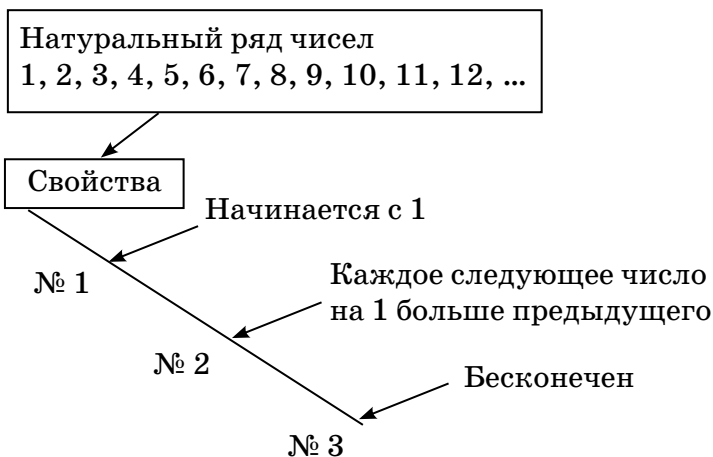 Натуральный ряд чисел
1, 2, 3, 4, 5, 6, 7, 8, 9, 10, 11, 12, ...
Свойства
Начинается с 1
№ 1
Каждое следующее число
на 1 больше предыдущего
№ 2
Бесконечен
№ 3